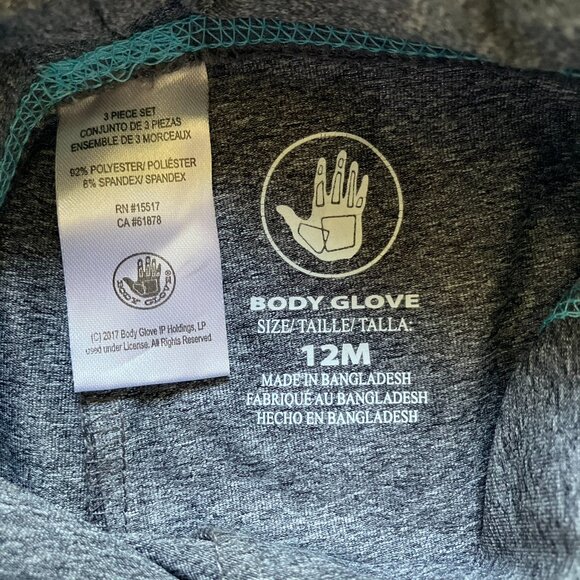 3 PIECE SET
CONJUNTO DE 3 PIEZAS
ENSEMBLE DE 3 MORCEAUX
92% POLYESTER/ POLIÉSTER
8% SPANDEX/ SPANDEX
RN #15517
CA #61878
BODY GLOVE
(C) 2017 Body Glove IP Holdings, LP
used under License. All Rights Reserved
BODY GLOVE
SIZE/ TAILLE/ TALLA:
12M
MADE IN BANGLADESH
FABRIQUÉ AU BANGLADESH
HECHO EN BANGLADESH